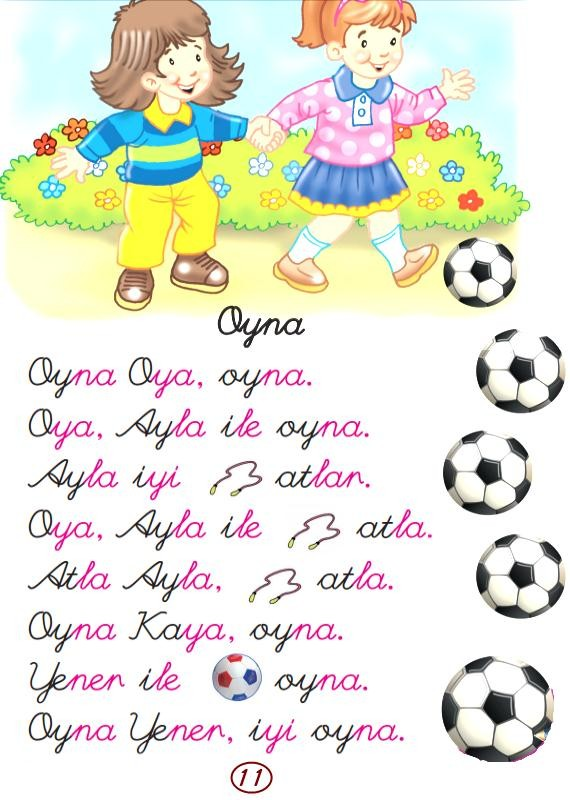 Oyna
Oyna Oya, oyna.
Oya, Ayla ile oyna.
Ayla iyi atlar.
Oya, Ayla ile atla.
Atla Ayla, atla.
Oyna Kaya, oyna.
Yener ile oyna.
Oyna Yener, iyi oyna.
11